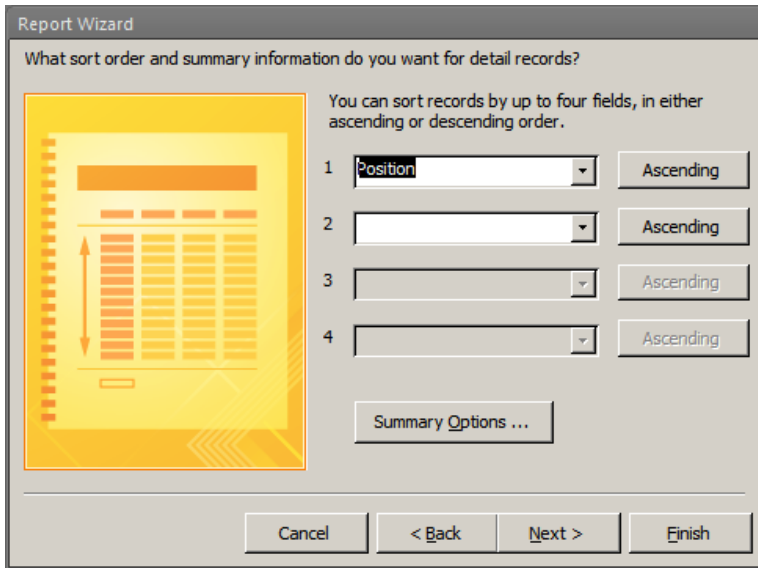 Report Wizard
What sort order and summary information do you want for detail records?
You can sort records by up to four fields, in either
ascending or descending order.
1 Position Ascending
2 Ascending
3 Ascending
4 Ascending
Summary Options ...
Cancel < Back Next > Finish